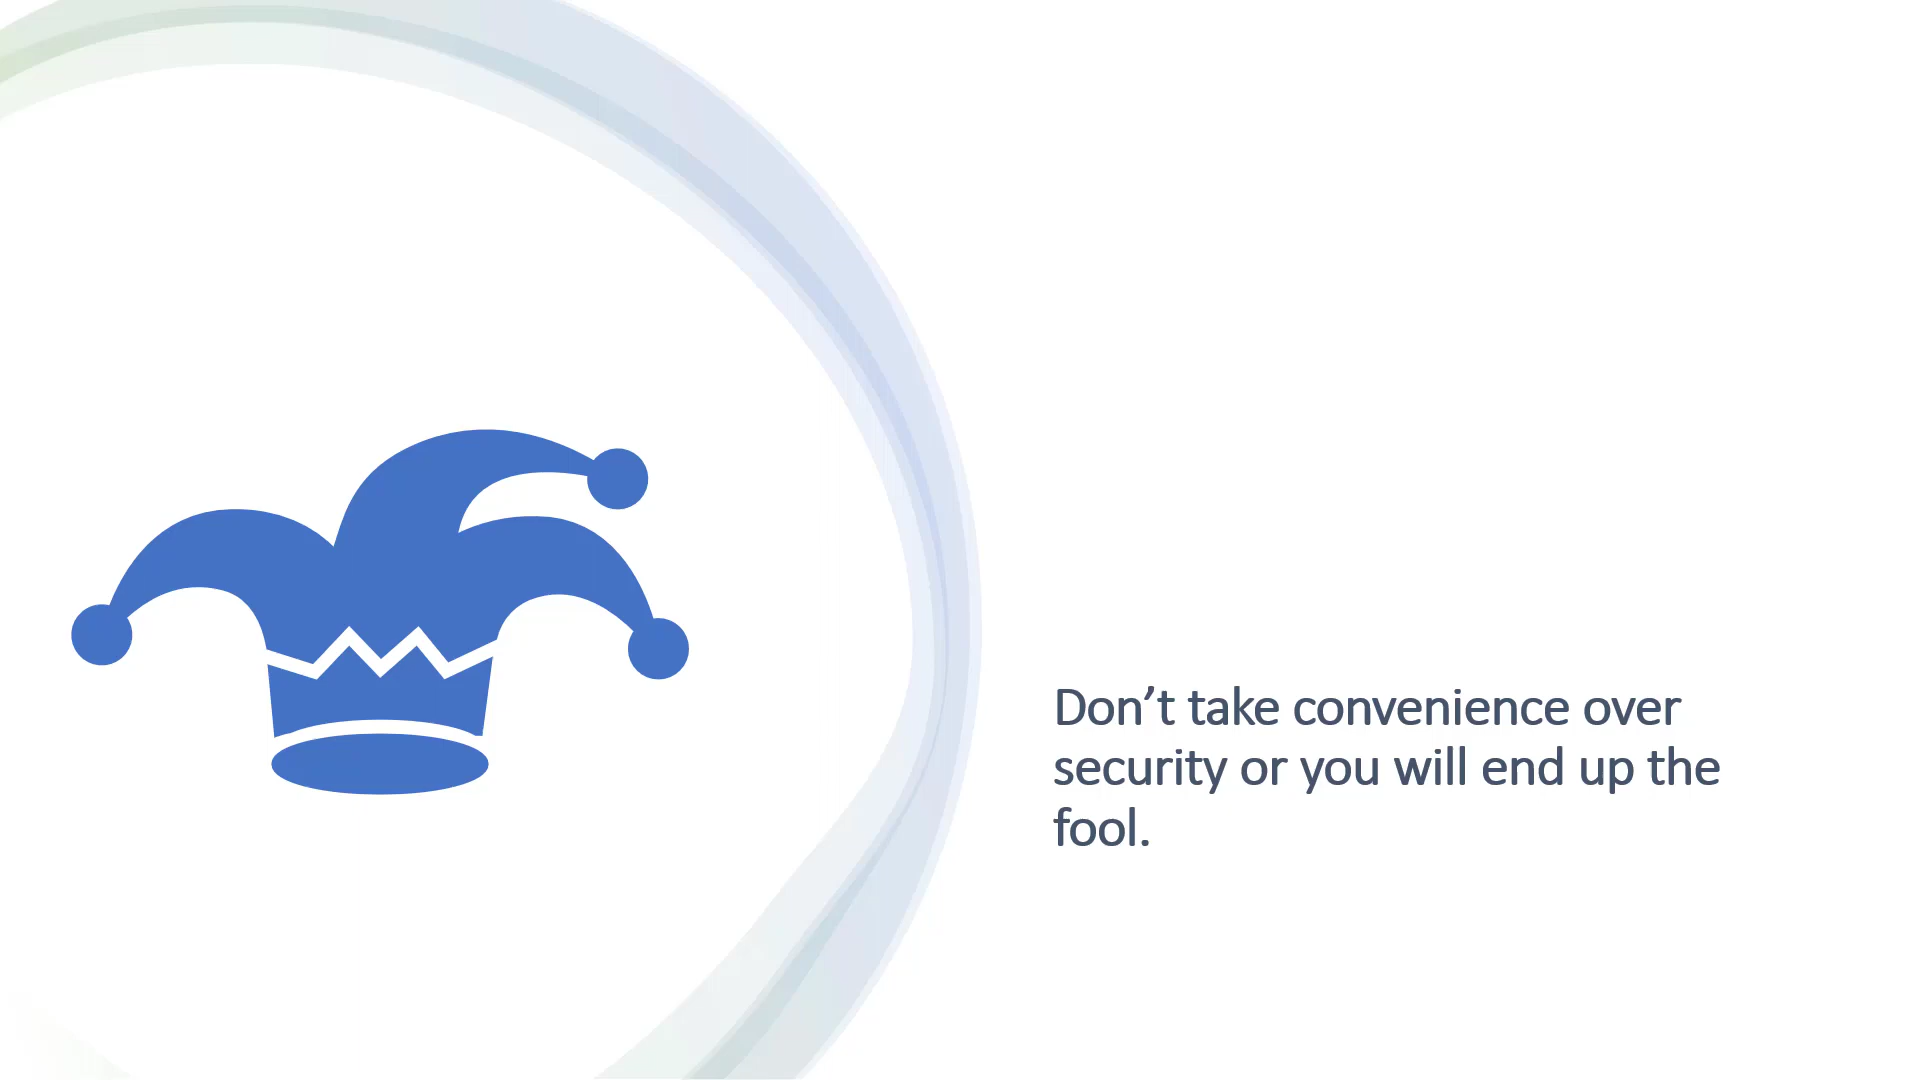 Don’t take convenience over
security or you will end up the
fool.